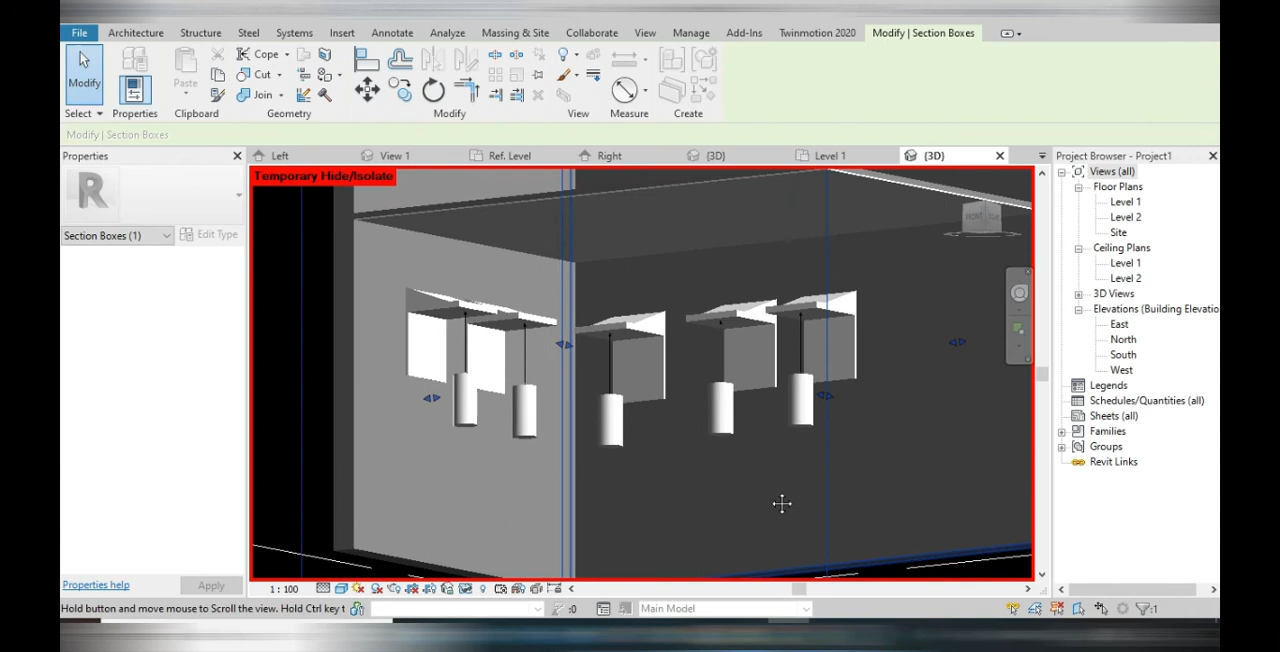 File Architecture Structure Steel Systems Insert Annotate Analyze Massing & Site Collaborate View Manage Add-Ins Twinmotion 2020 Modify | Section Boxes
Modify
Paste
Cope
Cut
Join
Select Properties Clipboard Geometry Modify View Measure Create
Modify | Section Boxes
Properties
Left View 1 Ref. Level Right {3D} Level 1 {3D}
Project Browser - Project1
R
Section Boxes (1) Edit Type
Properties help Apply
Temporary Hide/Isolate
FRONT
Views (all)
Floor Plans
Level 1
Level 2
Site
Ceiling Plans
Level 1
Level 2
3D Views
Elevations (Building Elevatio
East
North
South
West
Legends
Schedules/Quantities (all)
Sheets (all)
Families
Groups
Revit Links
1 : 100
Hold button and move mouse to Scroll the view. Hold Ctrl key t :0 Main Model :1